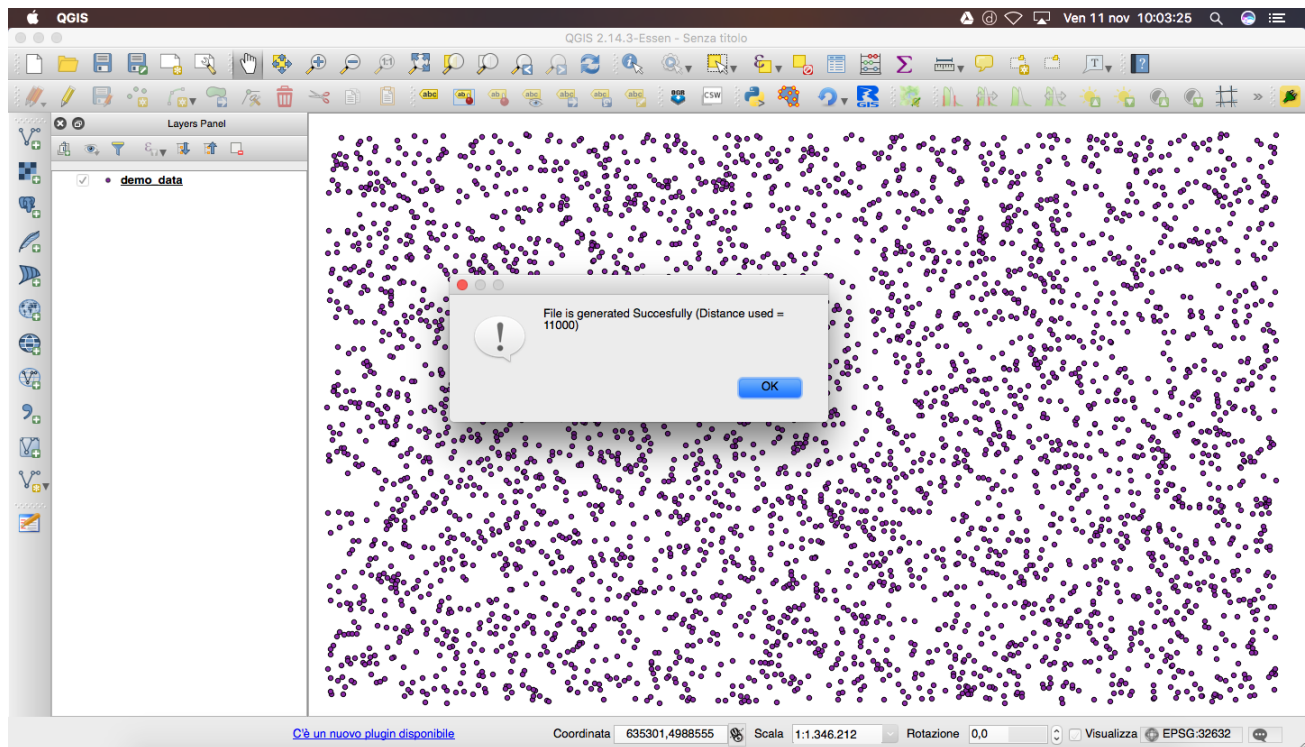 QGIS
Ven 11 nov 10:03:25
QGIS 2.14.3-Essen - Senza titolo
Layers Panel
demo_data
File is generated Succesfully (Distance used =
11000)
OK
C'è un nuovo plugin disponibile
Coordinata 635301,4988555 Scala 1:1.346.212 Rotazione 0,0 Visualizza EPSG:32632